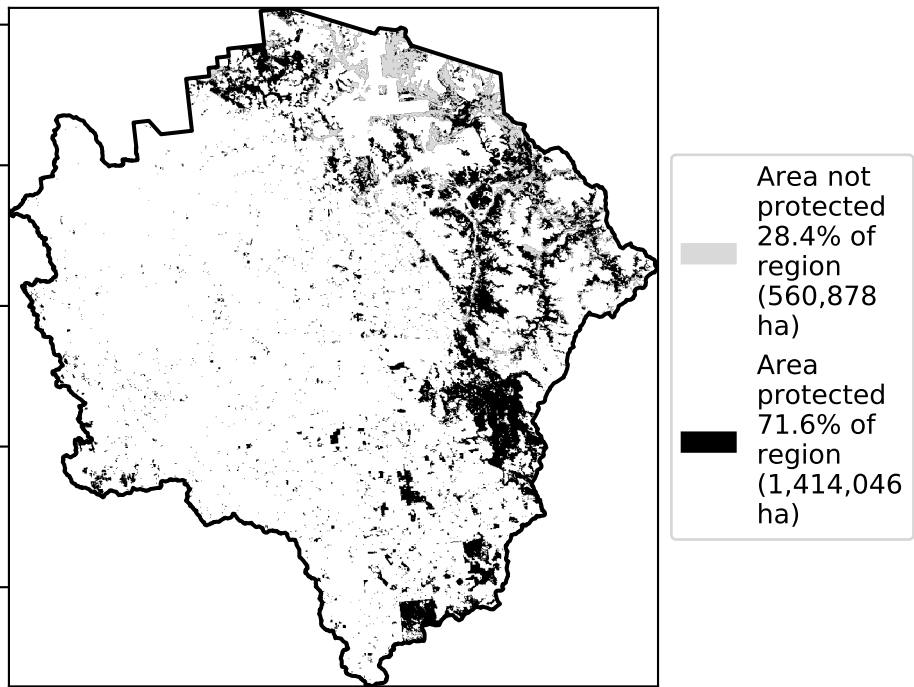 Area not
protected
28.4% of
region
(560,878
ha)
Area
protected
71.6% of
region
(1,414,046
ha)